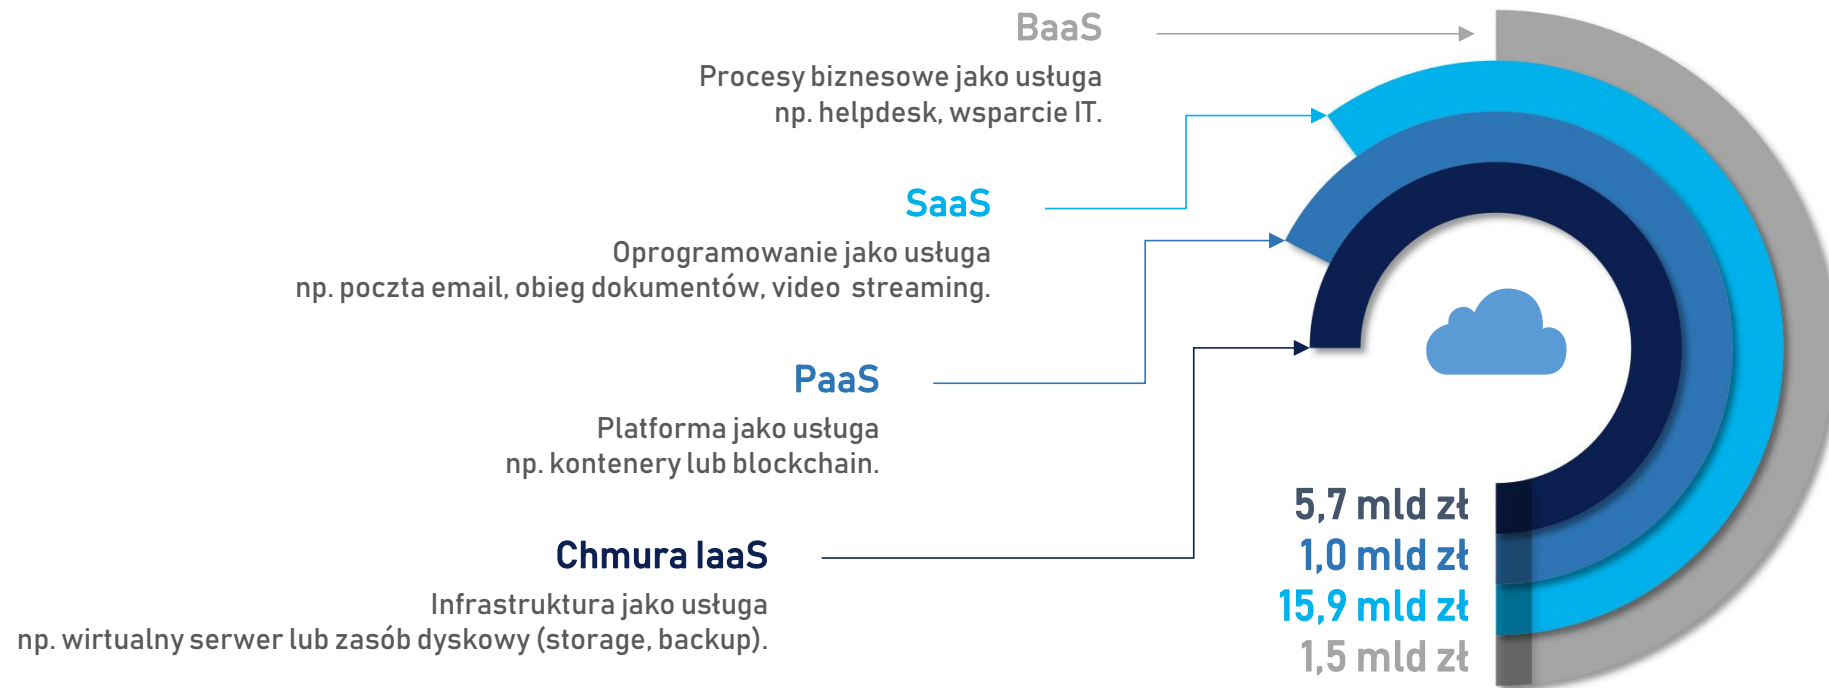 BaaS
Procesy biznesowe jako usługa
np. helpdesk, wsparcie IT.
SaaS
Oprogramowanie jako usługa
np. poczta email, obieg dokumentów, video streaming.
PaaS
Platforma jako usługa
np. kontenery lub blockchain.
Chmura IaaS
Infrastruktura jako usługa
np. wirtualny serwer lub zasób dyskowy (storage, backup).
5,7 mld zł
1,0 mld zł
15,9 mld zł
1,5 mld zł